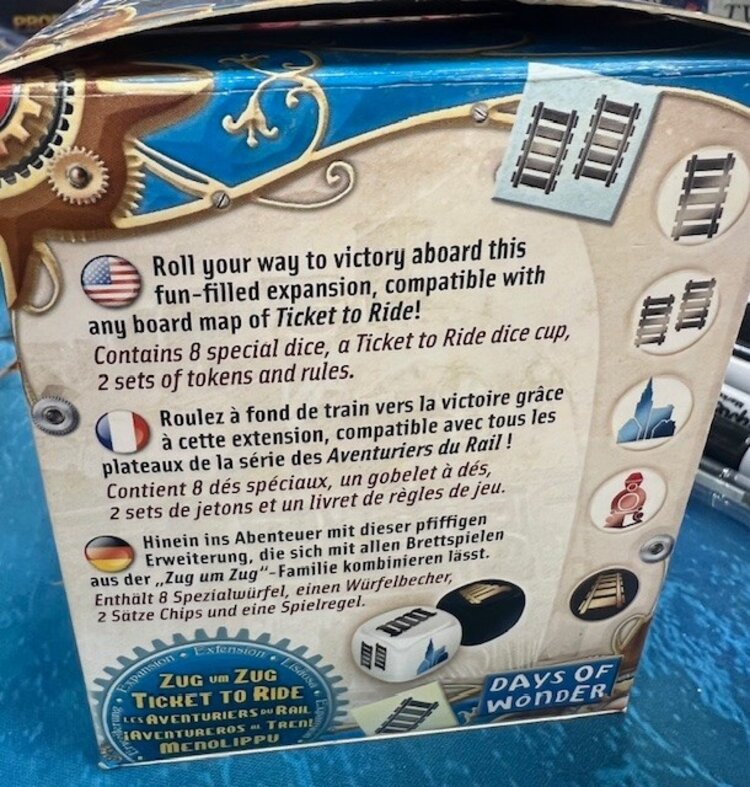 PRO
Roll your way to victory aboard this
fun-filled expansion, compatible with
any board map of Ticket to Ride!
Contains 8 special dice, a Ticket to Ride dice cup,
2 sets of tokens and rules.
Roulez à fond de train vers la victoire grâce
à cette extension, compatible avec tous les
plateaux de la série des Aventuriers du Rail !
Contient 8 dés spéciaux, un gobelet à dés,
2 sets de jetons et un livret de règles de jeu.
Hinein ins Abenteuer mit dieser pfiffigen
Erweiterung, die sich mit allen Brettspielen
aus der „Zug um Zug"-Familie kombinieren lässt.
Enthält 8 Spezialwürfel, einen Würfelbecher,
2 Sätze Chips und eine Spielregel.
Expansion · Extension · Lisäosa
Erweiterung
ZUG UM ZUG
TICKET TO RIDE
LES AVENTURIERS DU RAIL
¡AVENTUREROS AL TREN!
MENOLIPPU
DAYS OF
WONDER